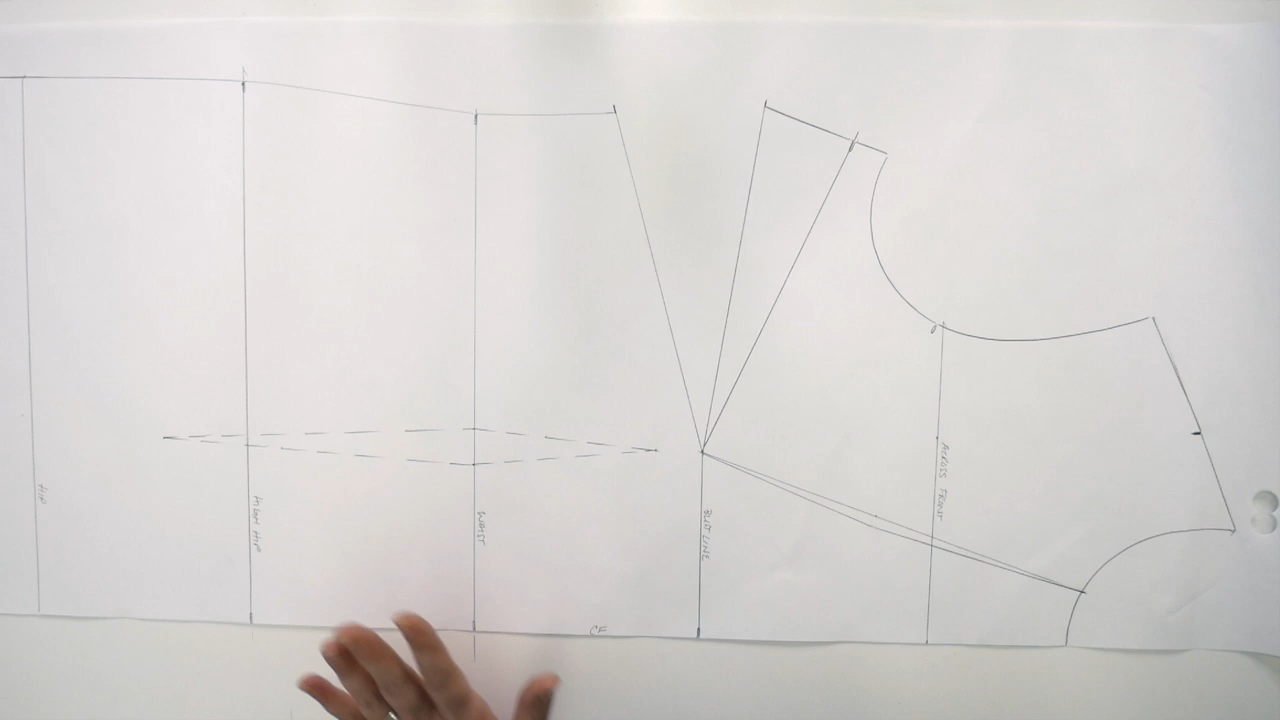 HIP
HIGH HIP
WAIST
CF
BUST LINE
ACROSS FRONT